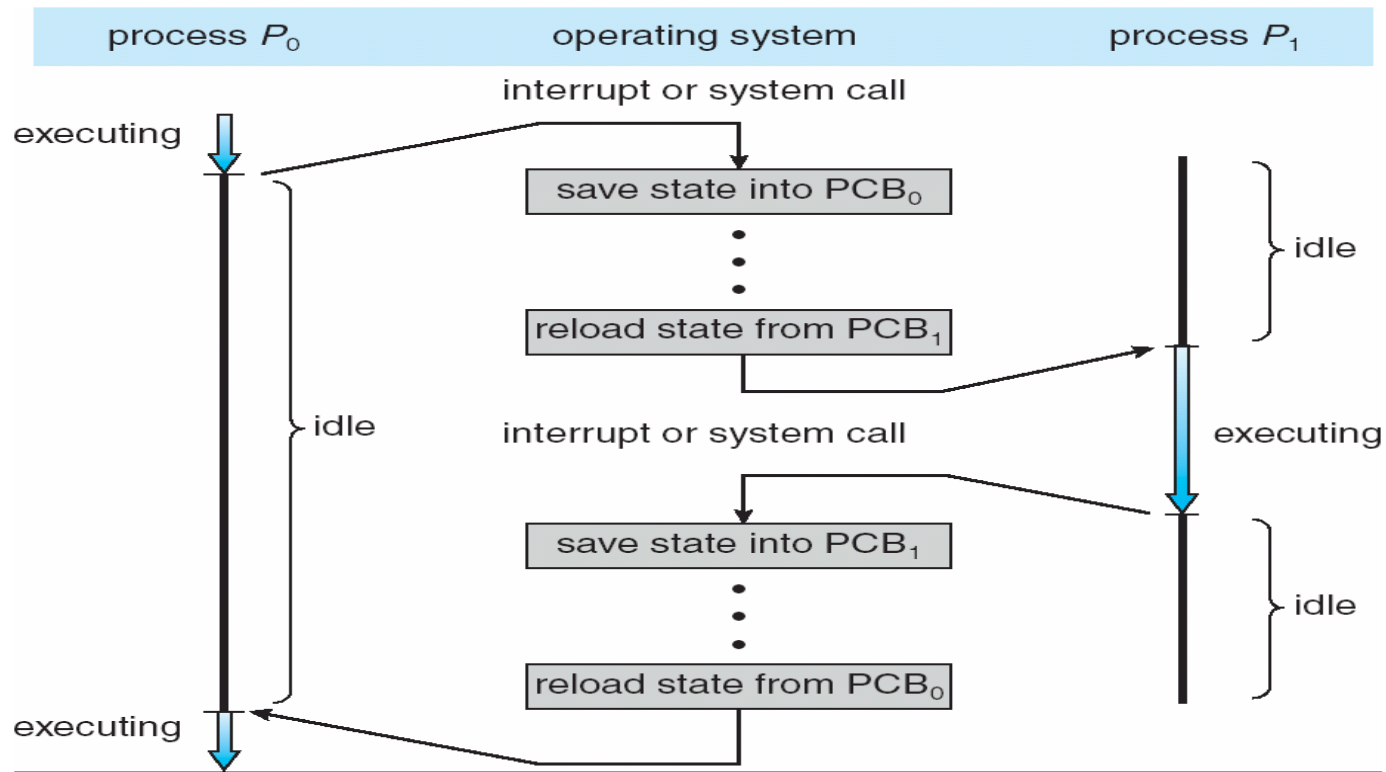 process P₀ operating system process P₁
interrupt or system call
executing
save state into PCB₀
idle
reload state from PCB₁
idle
interrupt or system call
executing
save state into PCB₁
idle
reload state from PCB₀
executing